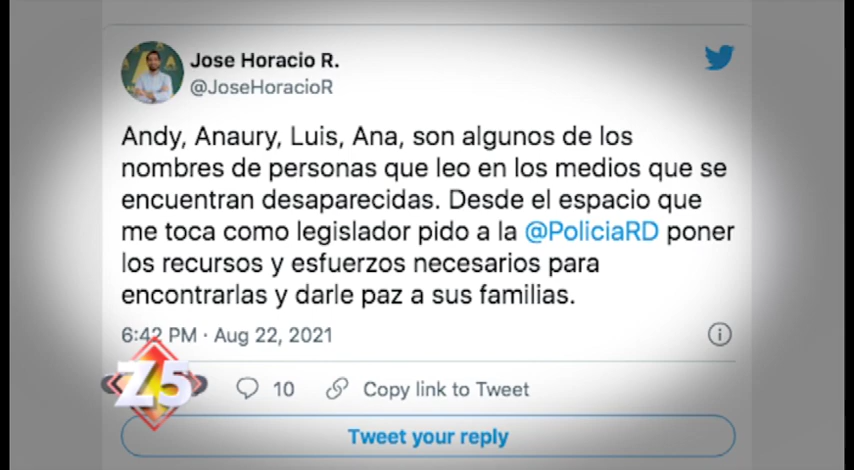 Jose Horacio R.
@JoseHoracioR
Andy, Anaury, Luis, Ana, son algunos de los
nombres de personas que leo en los medios que se
encuentran desaparecidas. Desde el espacio que
me toca como legislador pido a la @PoliciaRD poner
los recursos y esfuerzos necesarios para
encontrarlas y darle paz a sus familias.
6:42 PM · Aug 22, 2021
Z5
10 Copy link to Tweet
Tweet your reply